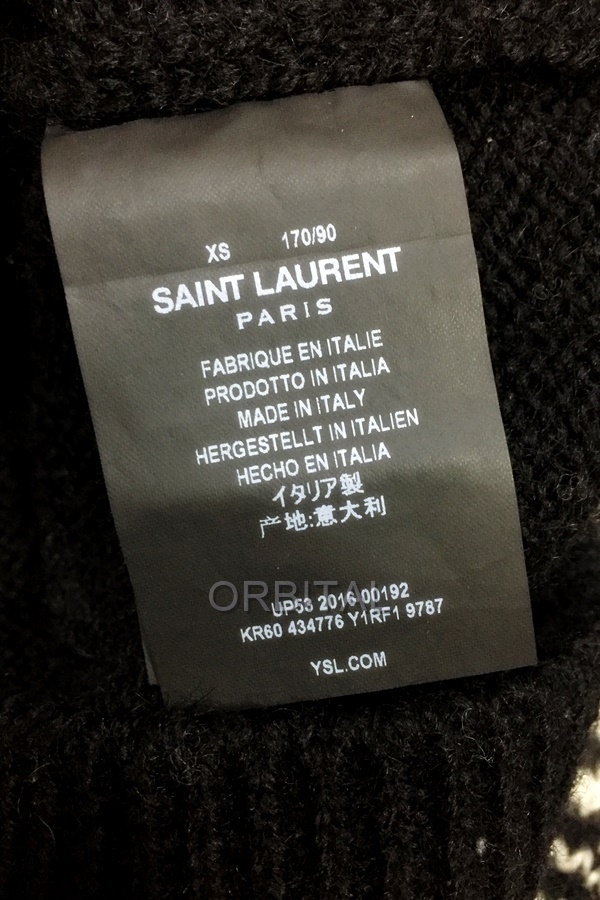 XS 170/90
SAINT LAURENT
PARIS
FABRIQUE EN ITALIE
PRODOTTO IN ITALIA
MADE IN ITALY
HERGESTELLT IN ITALIEN
HECHO EN ITALIA
イタリア製
产地:意大利
ORBITAL
UP53 2016 00192
KR60 434776 Y1RF1 9787
YSL.COM